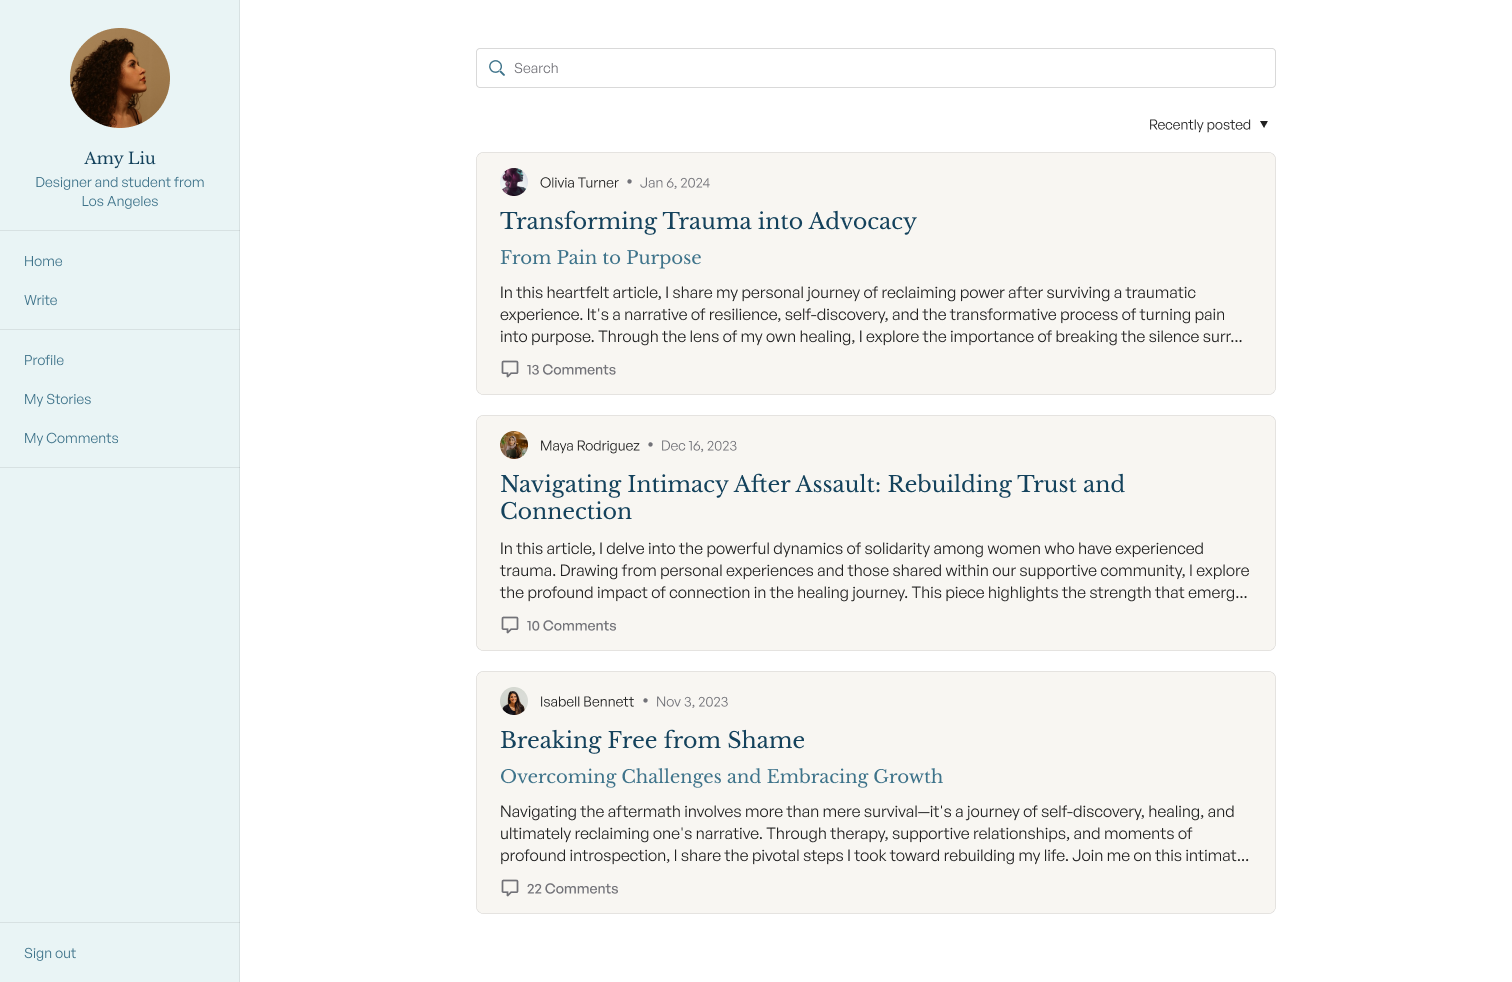 Amy Liu
Designer and student from
Los Angeles
Home
Write
Profile
My Stories
My Comments
Sign out
Search
Recently posted ▼
Olivia Turner • Jan 6, 2024
Transforming Trauma into Advocacy
From Pain to Purpose
In this heartfelt article, I share my personal journey of reclaiming power after surviving a traumatic
experience. It's a narrative of resilience, self-discovery, and the transformative process of turning pain
into purpose. Through the lens of my own healing, I explore the importance of breaking the silence surr...
13 Comments
Maya Rodriguez • Dec 16, 2023
Navigating Intimacy After Assault: Rebuilding Trust and
Connection
In this article, I delve into the powerful dynamics of solidarity among women who have experienced
trauma. Drawing from personal experiences and those shared within our supportive community, I explore
the profound impact of connection in the healing journey. This piece highlights the strength that emerg...
10 Comments
Isabell Bennett • Nov 3, 2023
Breaking Free from Shame
Overcoming Challenges and Embracing Growth
Navigating the aftermath involves more than mere survival—it's a journey of self-discovery, healing, and
ultimately reclaiming one's narrative. Through therapy, supportive relationships, and moments of
profound introspection, I share the pivotal steps I took toward rebuilding my life. Join me on this intimat...
22 Comments